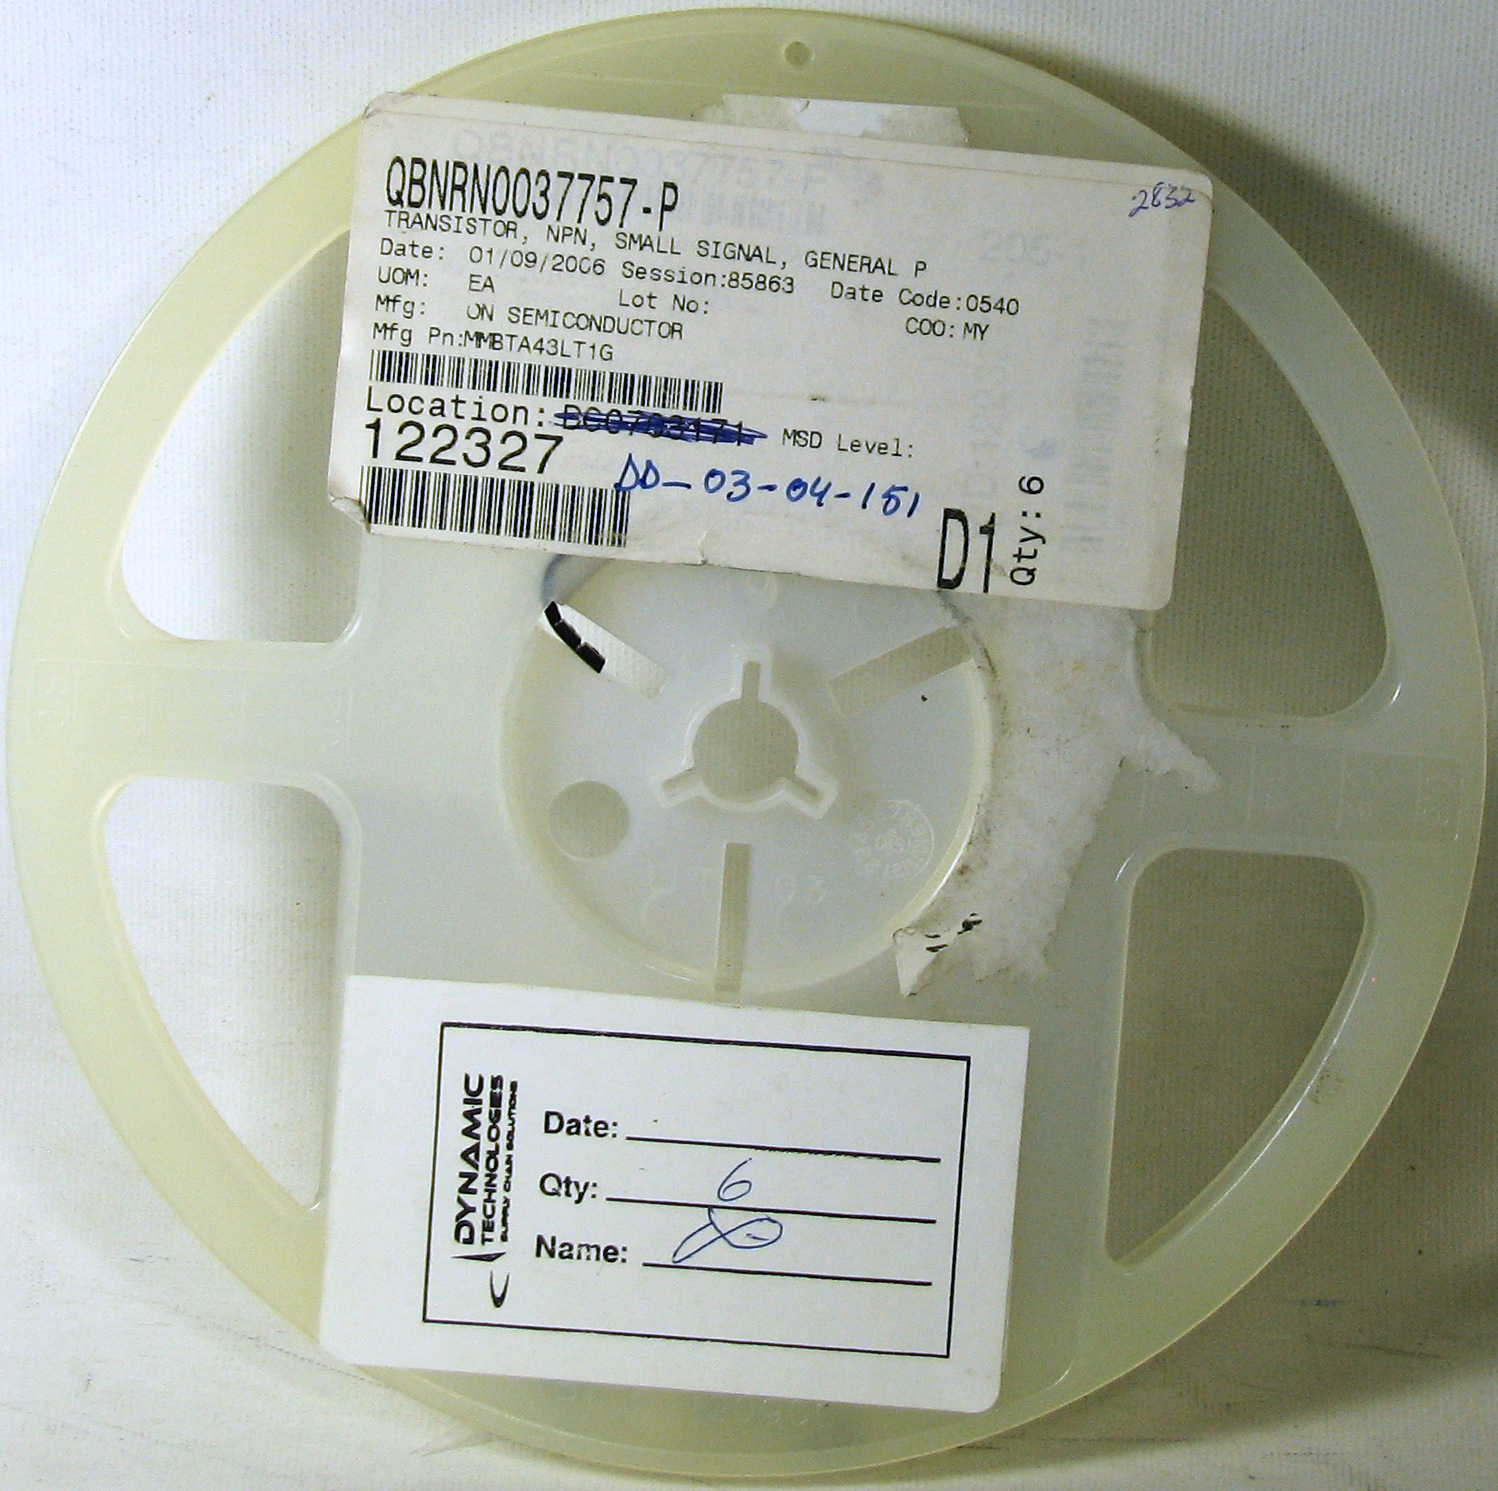 QBNRN0037757-P
2832
TRANSISTOR, NPN, SMALL SIGNAL, GENERAL P
Date: 01/09/2006 Session:85863 Date Code:0540
UOM: EA Lot No: COO: MY
Mfg: ON SEMICONDUCTOR
Mfg Pn:MMBTA43LT1G
Location: MSD Level:
122327
DD-03-04-151
D1
Qty: 6
DYNAMIC
TECHNOLOGIES
SUPPLY CHAIN SOLUTIONS
Date:
Qty: 6
Name: